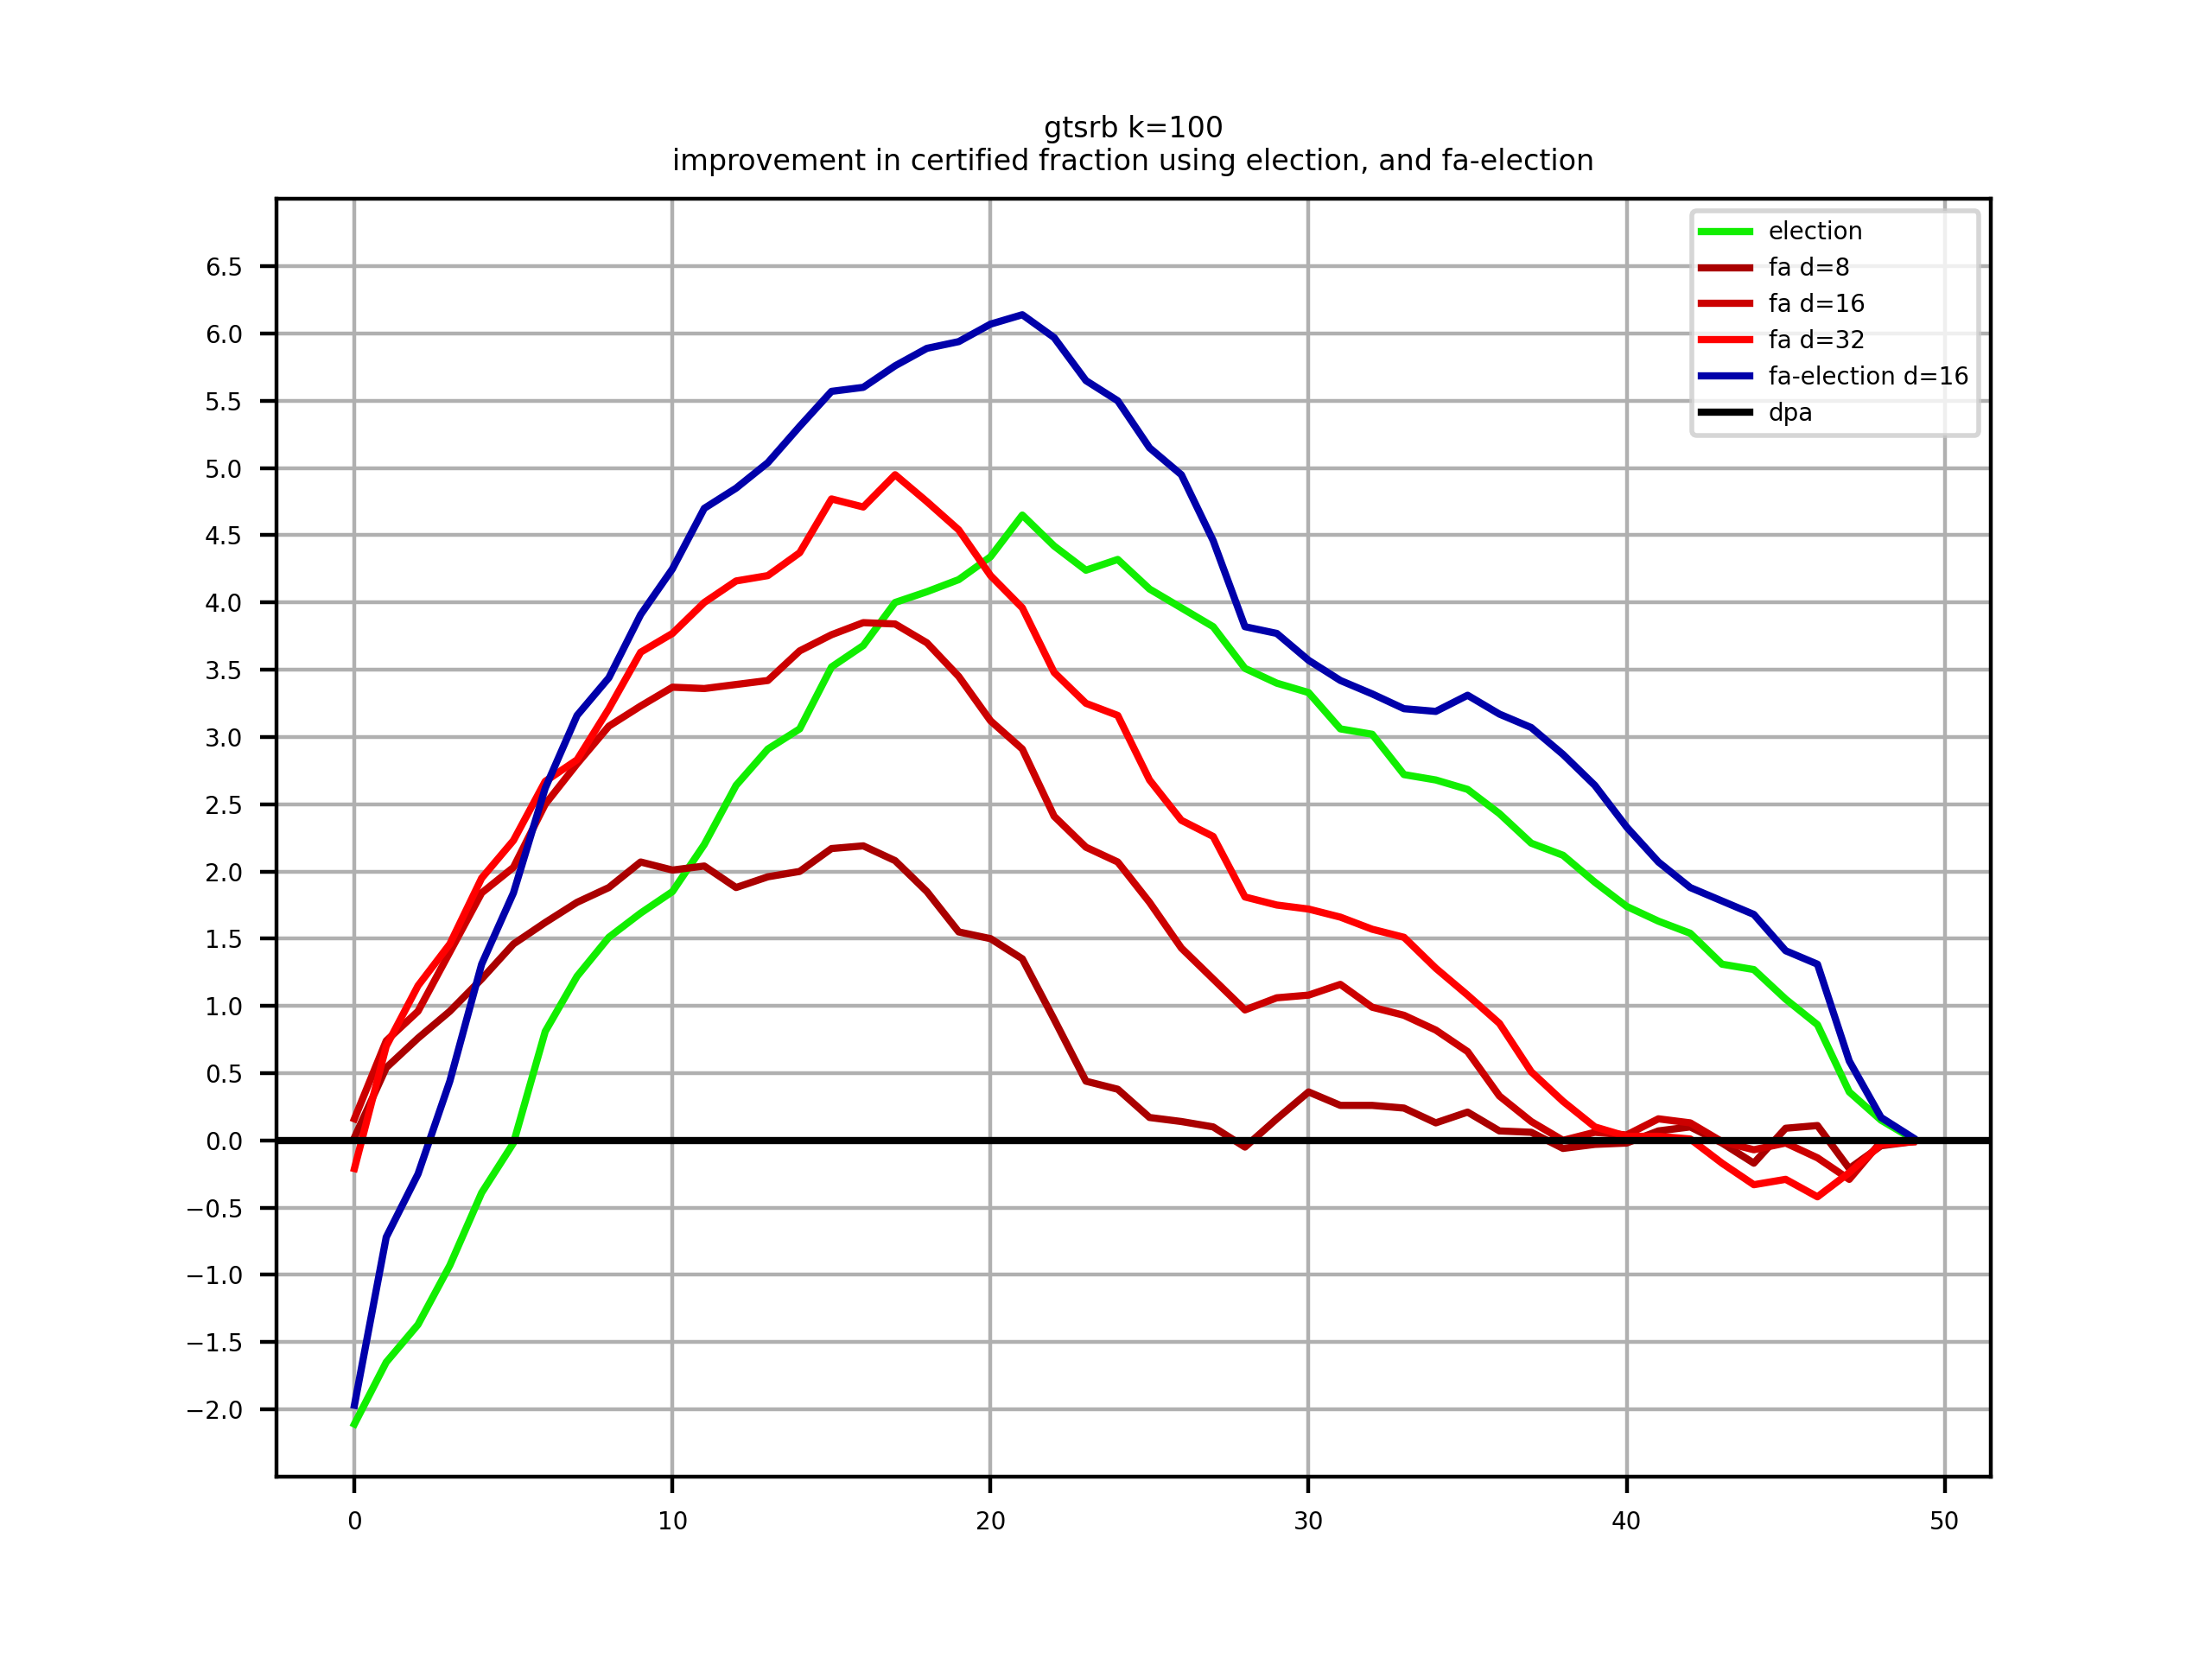 gtsrb k=100
improvement in certified fraction using election, and fa-election
election
fa d=8
fa d=16
fa d=32
fa-election d=16
dpa
6.5
6.0
5.5
5.0
4.5
4.0
3.5
3.0
2.5
2.0
1.5
1.0
0.5
0.0
−0.5
−1.0
−1.5
−2.0
0 10 20 30 40 50